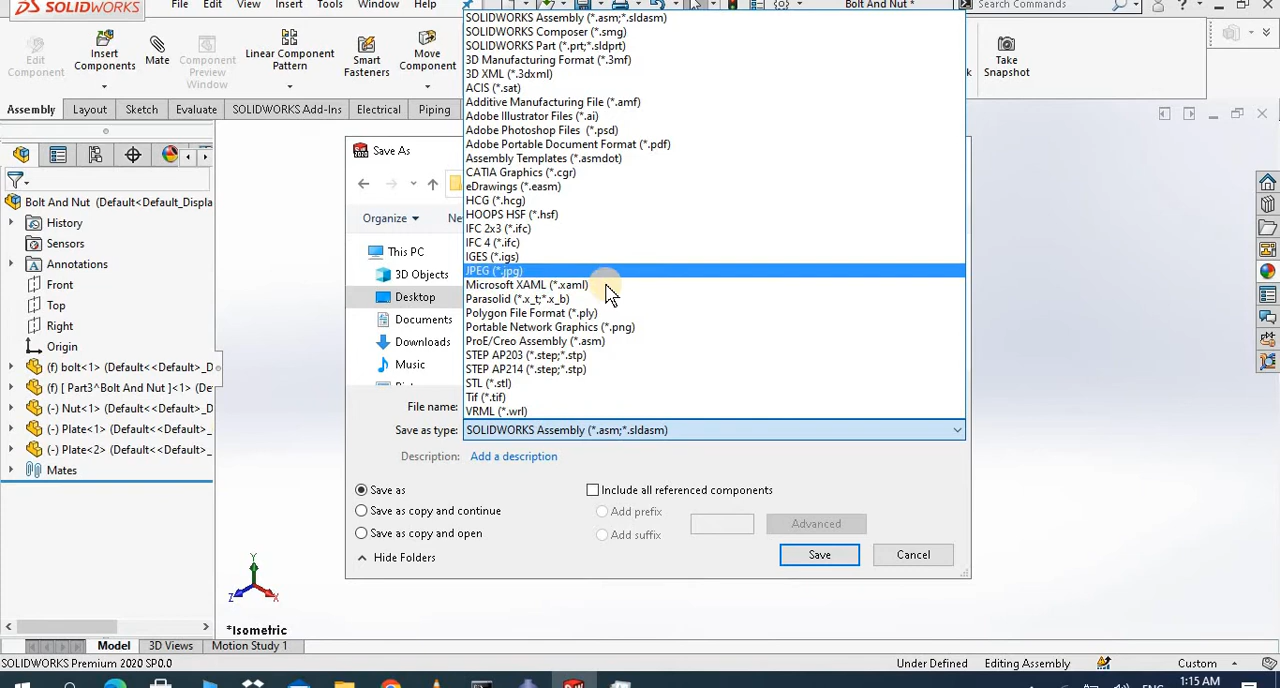 SOLIDWORKS File Edit View Insert Tools Window Help Bolt And Nut * Search Commands
Edit Component
Insert Components
Mate
Component Preview Window
Linear Component Pattern
Smart Fasteners
Move Component
Take Snapshot
Assembly Layout Sketch Evaluate SOLIDWORKS Add-Ins Electrical Piping
Bolt And Nut (Default<Default_Displa
History
Sensors
Annotations
Front
Top
Right
Origin
(f) bolt<1> (Default<<Default>_D
(f) [ Part3^Bolt And Nut ]<1> (De
(-) Nut<1> (Default<<Default>_
(-) Plate<1> (Default<<Default>_
(-) Plate<2> (Default<<Default>_
Mates
Save As
Organize
This PC
3D Objects
Desktop
Documents
Downloads
Music
SOLIDWORKS Assembly (*.asm;*.sldasm)
SOLIDWORKS Composer (*.smg)
SOLIDWORKS Part (*.prt;*.sldprt)
3D Manufacturing Format (*.3mf)
3D XML (*.3dxml)
ACIS (*.sat)
Additive Manufacturing File (*.amf)
Adobe Illustrator Files (*.ai)
Adobe Photoshop Files (*.psd)
Adobe Portable Document Format (*.pdf)
Assembly Templates (*.asmdot)
CATIA Graphics (*.cgr)
eDrawings (*.easm)
HCG (*.hcg)
HOOPS HSF (*.hsf)
IFC 2x3 (*.ifc)
IFC 4 (*.ifc)
IGES (*.igs)
JPEG (*.jpg)
Microsoft XAML (*.xaml)
Parasolid (*.x_t;*.x_b)
Polygon File Format (*.ply)
Portable Network Graphics (*.png)
ProE/Creo Assembly (*.asm)
STEP AP203 (*.step;*.stp)
STEP AP214 (*.step;*.stp)
STL (*.stl)
Tif (*.tif)
VRML (*.wrl)
File name:
Save as type: SOLIDWORKS Assembly (*.asm;*.sldasm)
Description: Add a description
Save as
Save as copy and continue
Save as copy and open
Include all referenced components
Add prefix
Add suffix
Advanced
Hide Folders
Save Cancel
Y
Z X
*Isometric
Model 3D Views Motion Study 1
SOLIDWORKS Premium 2020 SP0.0 Under Defined Editing Assembly Custom
1:15 AM